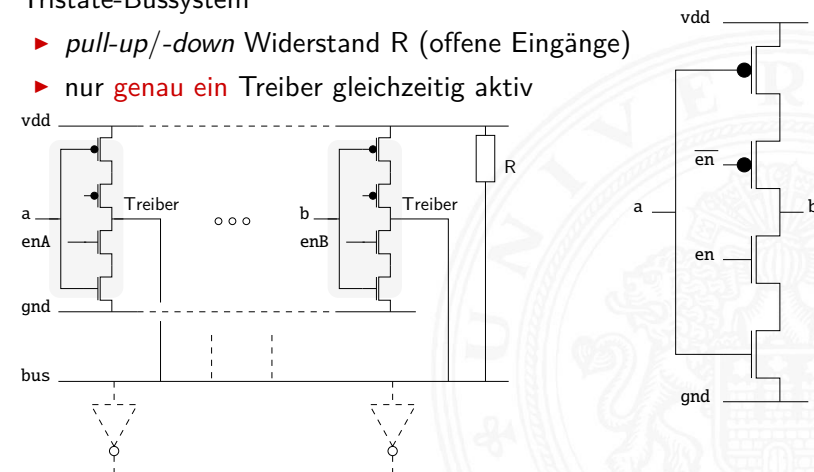 Tristate-Bussystem
pull-up/-down Widerstand R (offene Eingänge)
nur genau ein Treiber gleichzeitig aktiv
vdd
R
Treiber
Treiber
a
b
enA
enB
gnd
bus
vdd
en
a
b
en
gnd
U N I V E R